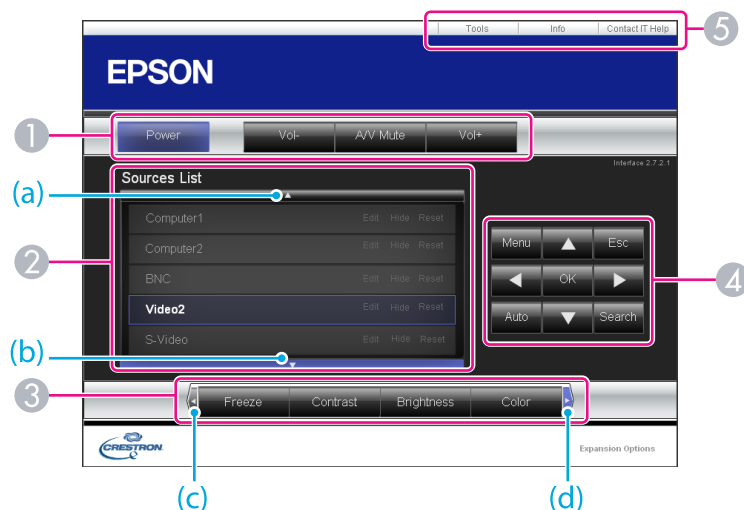 Tools Info Contact IT Help
5
EPSON
1
Power Vol- A/V Mute Vol+
Interface 2.7.2.1
Sources List
(a)
Computer1 Edit Hide Reset
Computer2 Edit Hide Reset
2
BNC Edit Hide Reset
Video2 Edit Hide Reset
S-Video Edit Hide Reset
(b)
Menu Esc
OK
4
Auto Search
3
Freeze Contrast Brightness Color
CRESTRON
Expansion Options
(c) (d)